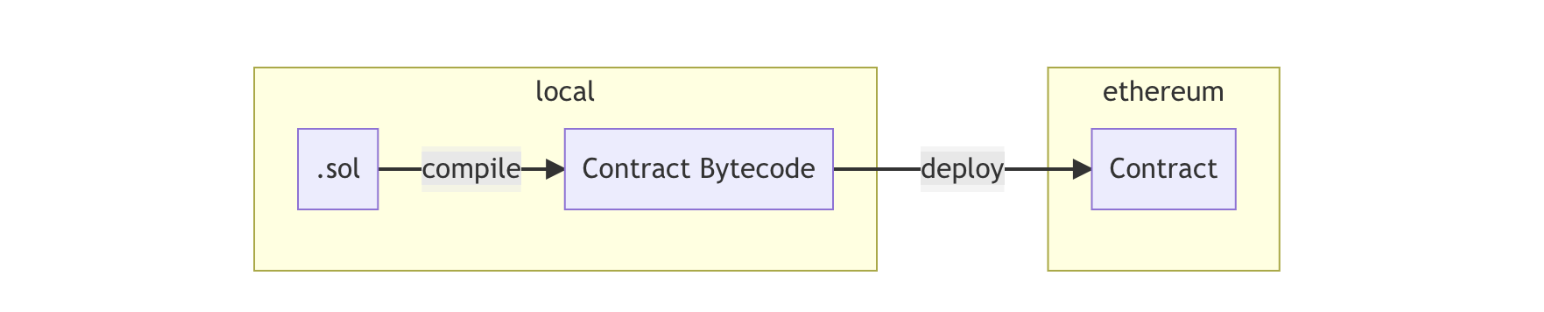 local
.sol
compile
Contract Bytecode
deploy
ethereum
Contract